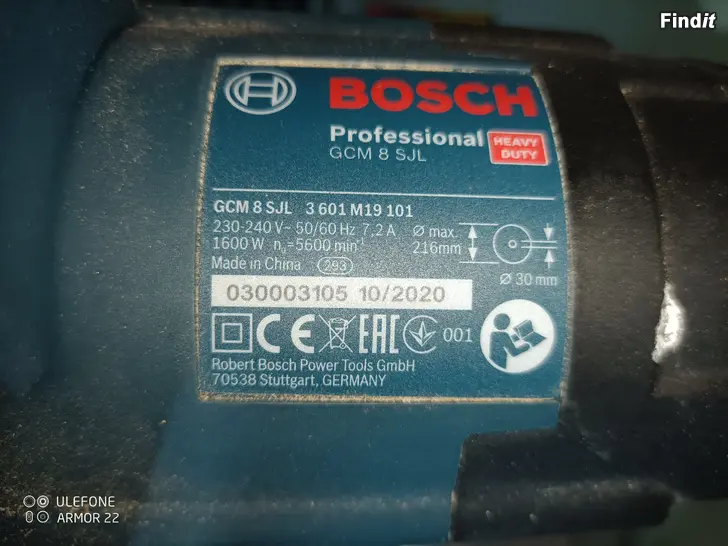 Findit
BOSCH
Professional
HEAVY DUTY
GCM 8 SJL
GCM 8 SJL 3 601 M19 101
230-240 V~ 50/60 Hz 7,2 A
1600 W n₀=5600 min⁻¹
Ø max.
216mm
Ø 30 mm
Made in China 293
030003105 10/2020
CE EAC 001
Robert Bosch Power Tools GmbH
70538 Stuttgart, GERMANY
ULEFONE
ARMOR 22